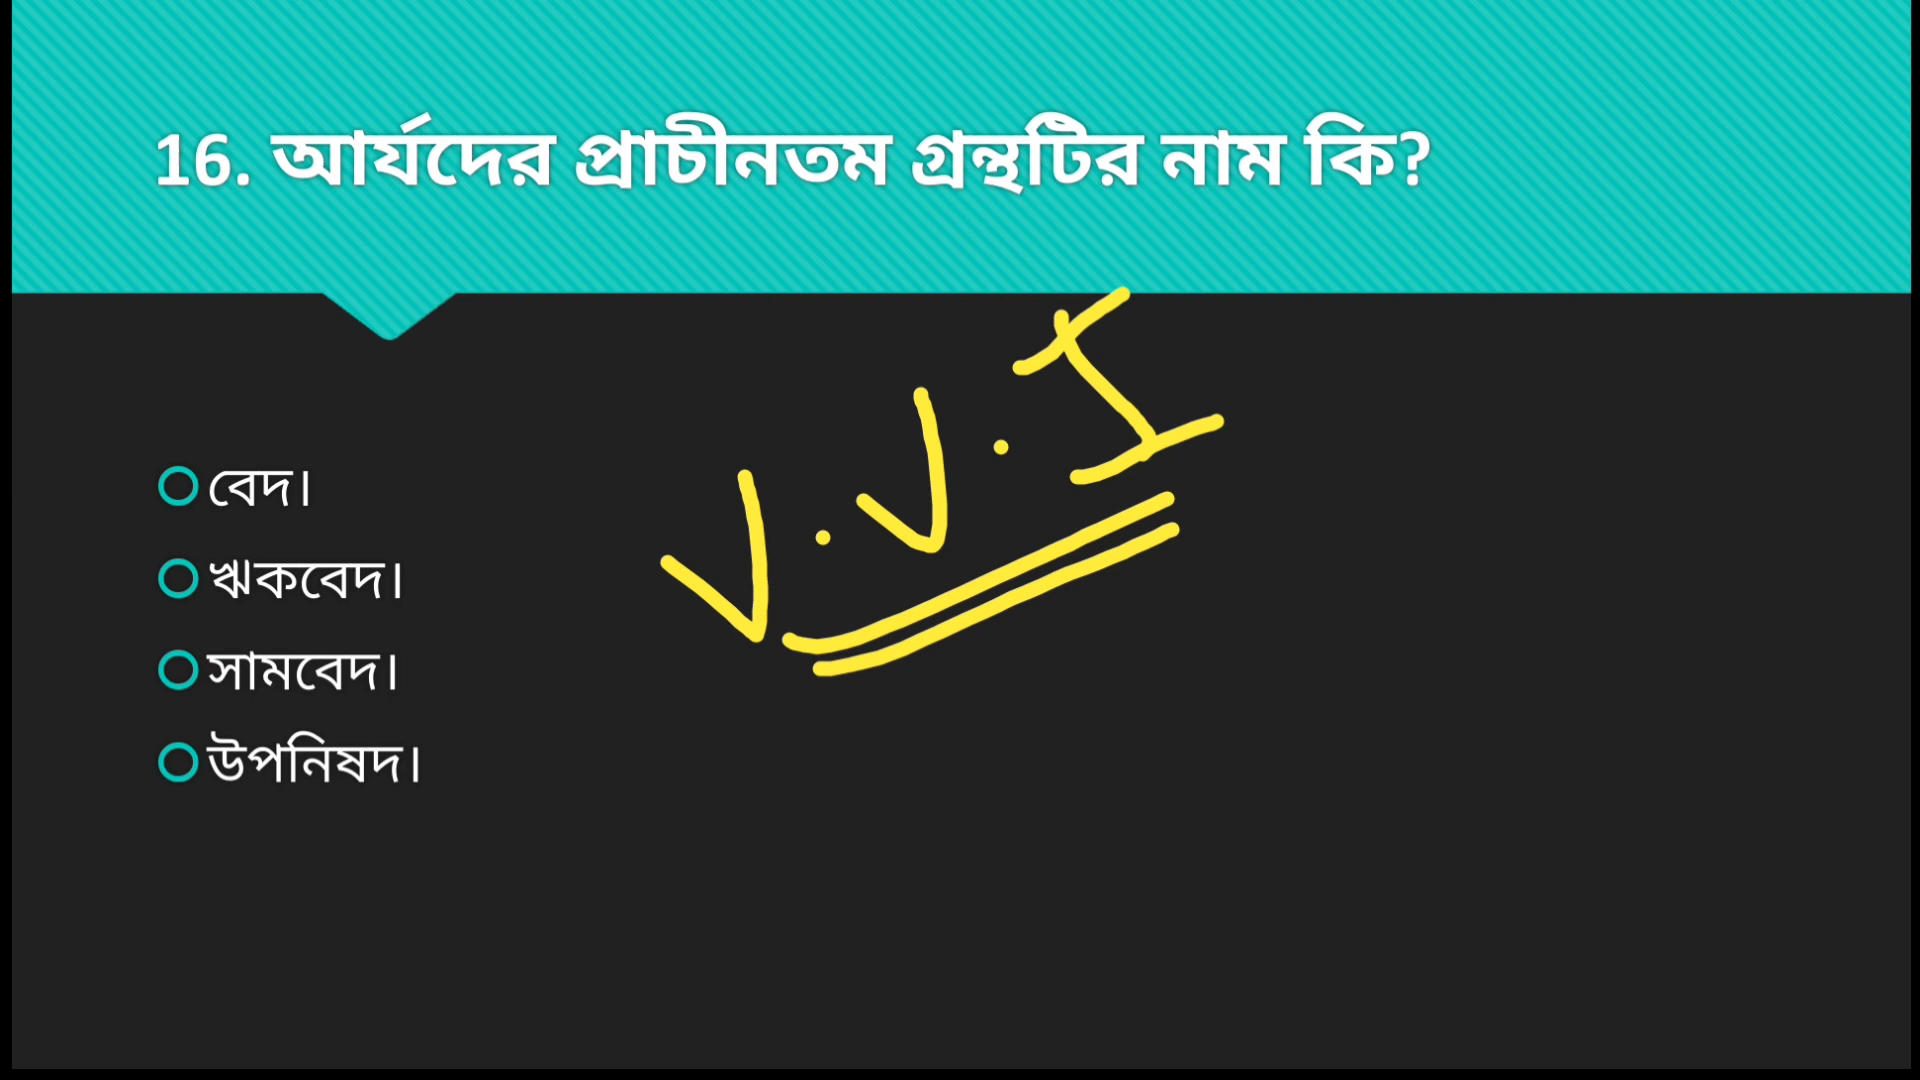 16. আর্যদের প্রাচীনতম গ্রন্থটির নাম কি?
V.V.I
বেদ।
ঋকবেদ।
সামবেদ।
উপনিষদ।